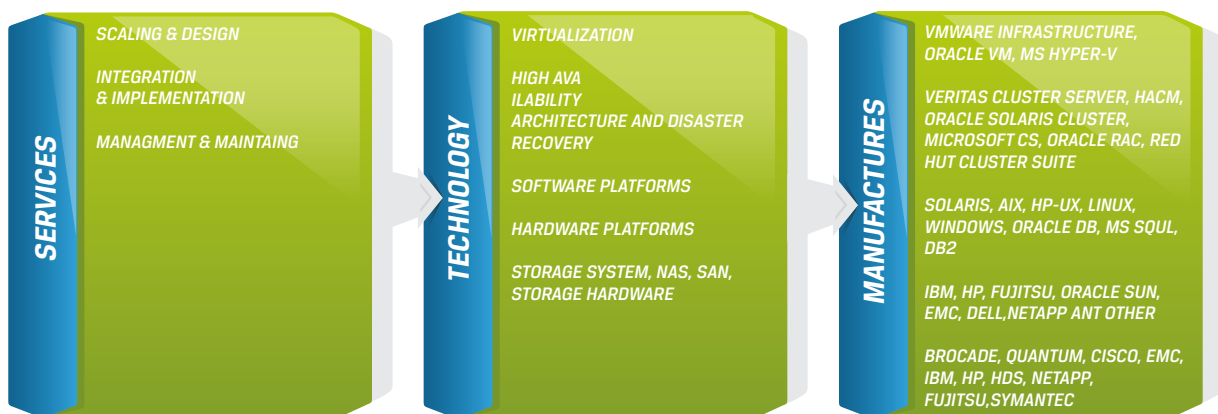 SERVICES
SCALING & DESIGN
INTEGRATION
& IMPLEMENTATION
MANAGMENT & MAINTAING
TECHNOLOGY
VIRTUALIZATION
HIGH AVA
ILABILITY
ARCHITECTURE AND DISASTER
RECOVERY
SOFTWARE PLATFORMS
HARDWARE PLATFORMS
STORAGE SYSTEM, NAS, SAN,
STORAGE HARDWARE
MANUFACTURES
VMWARE INFRASTRUCTURE,
ORACLE VM, MS HYPER-V
VERITAS CLUSTER SERVER, HACM,
ORACLE SOLARIS CLUSTER,
MICROSOFT CS, ORACLE RAC, RED
HUT CLUSTER SUITE
SOLARIS, AIX, HP-UX, LINUX,
WINDOWS, ORACLE DB, MS SQUL,
DB2
IBM, HP, FUJITSU, ORACLE SUN,
EMC, DELL,NETAPP ANT OTHER
BROCADE, QUANTUM, CISCO, EMC,
IBM, HP, HDS, NETAPP,
FUJITSU,SYMANTEC